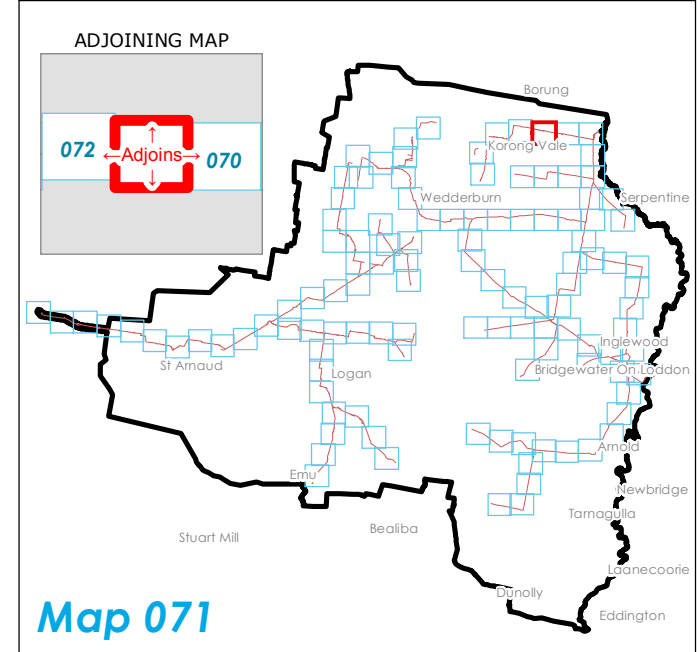 ADJOINING MAP
072
Adjoins
070
Borung
Korong Vale
Wedderburn
Serpentine
Inglewood
St Arnaud
Logan
Bridgewater On Loddon
Arnold
Emu
Newbridge
Tarnagulla
Bealiba
Stuart Mill
Laanecoorie
Dunolly
Eddington
Map 071